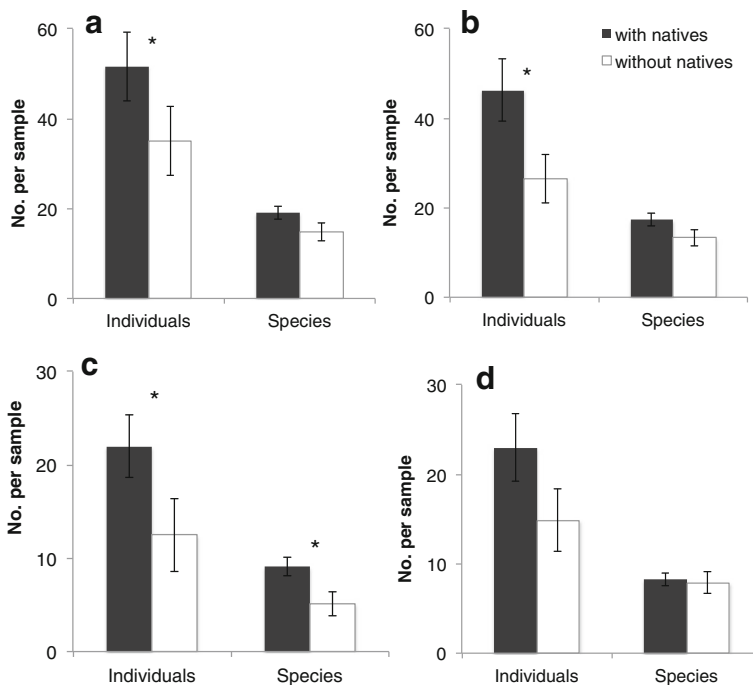 a
60
40
20
0
No. per sample
*
Individuals
Species
b
with natives
without natives
60
40
20
0
No. per sample
*
Individuals
Species
c
30
20
10
0
No. per sample
*
*
Individuals
Species
d
30
20
10
0
No. per sample
Individuals
Species